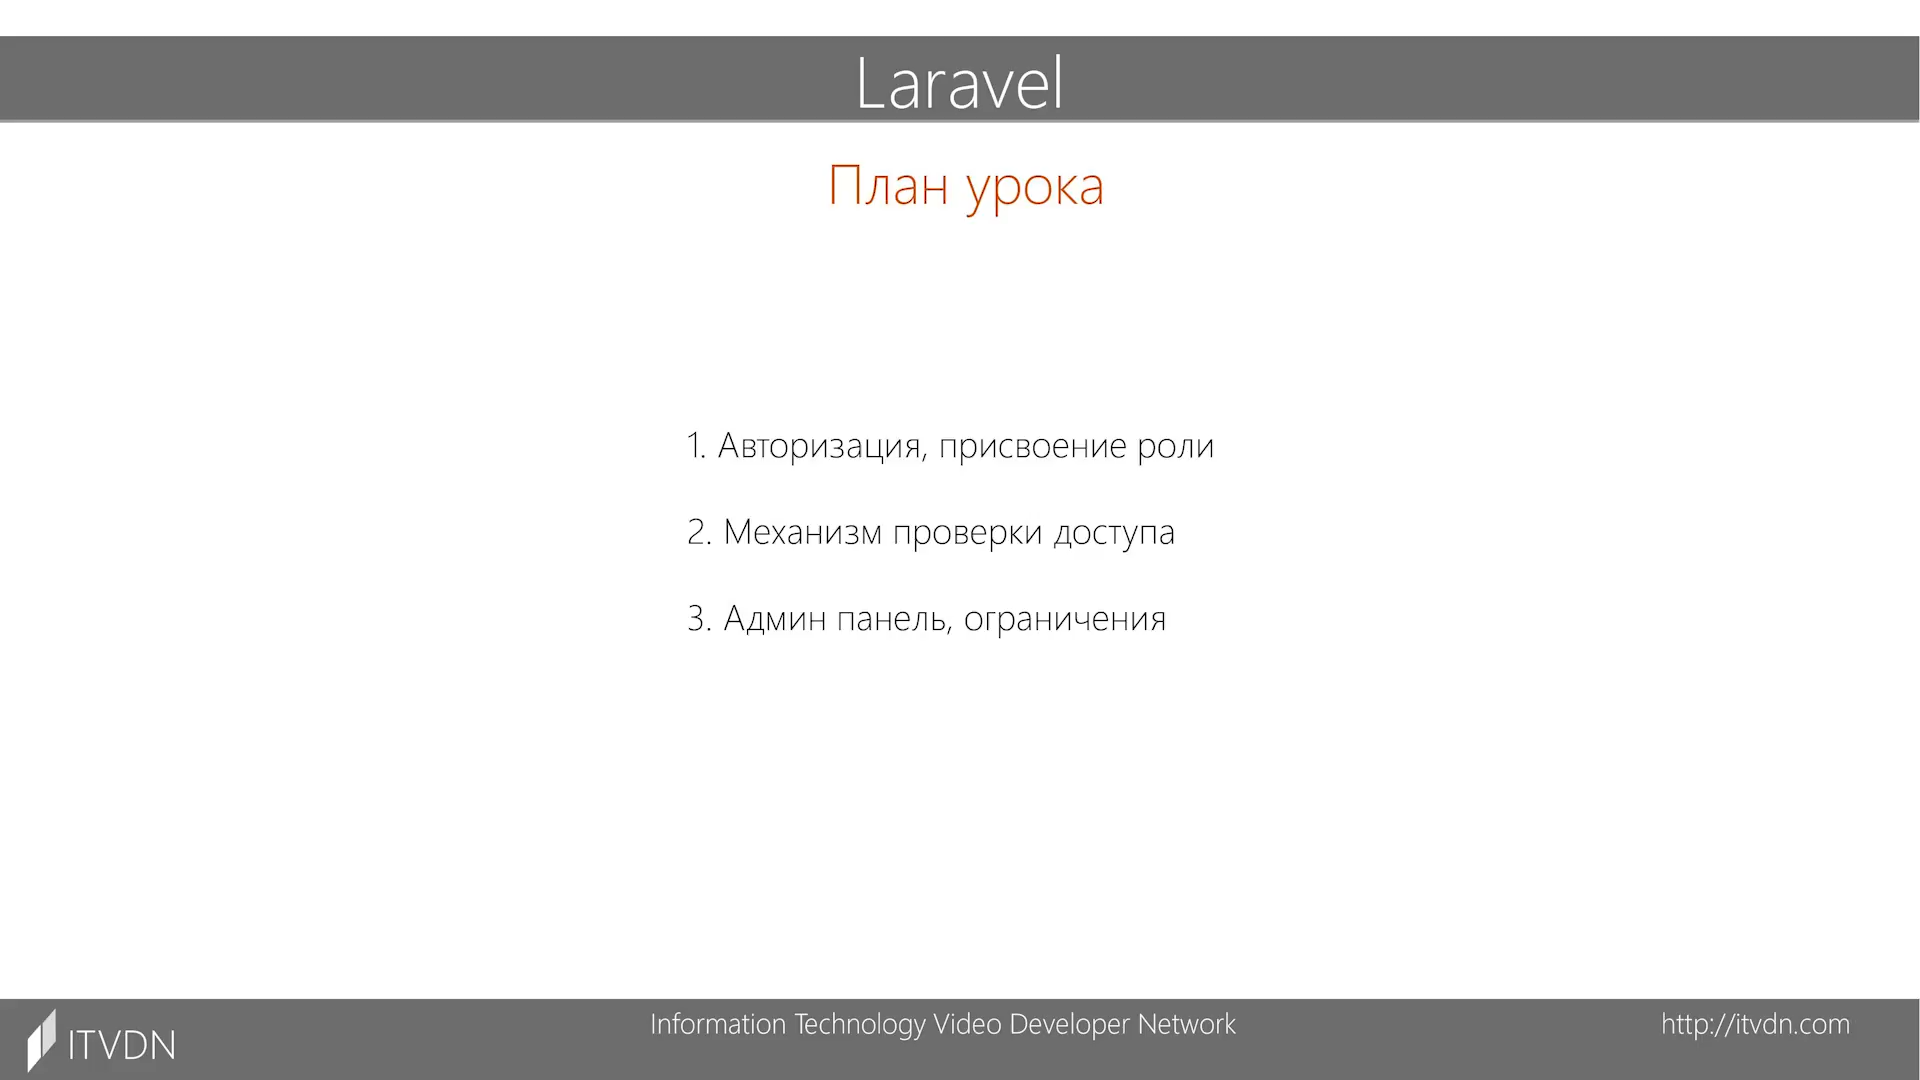 Laravel
План урока
1. Авторизация, присвоение роли
2. Механизм проверки доступа
3. Админ панель, ограничения
ITVDN
Information Technology Video Developer Network
http://itvdn.com